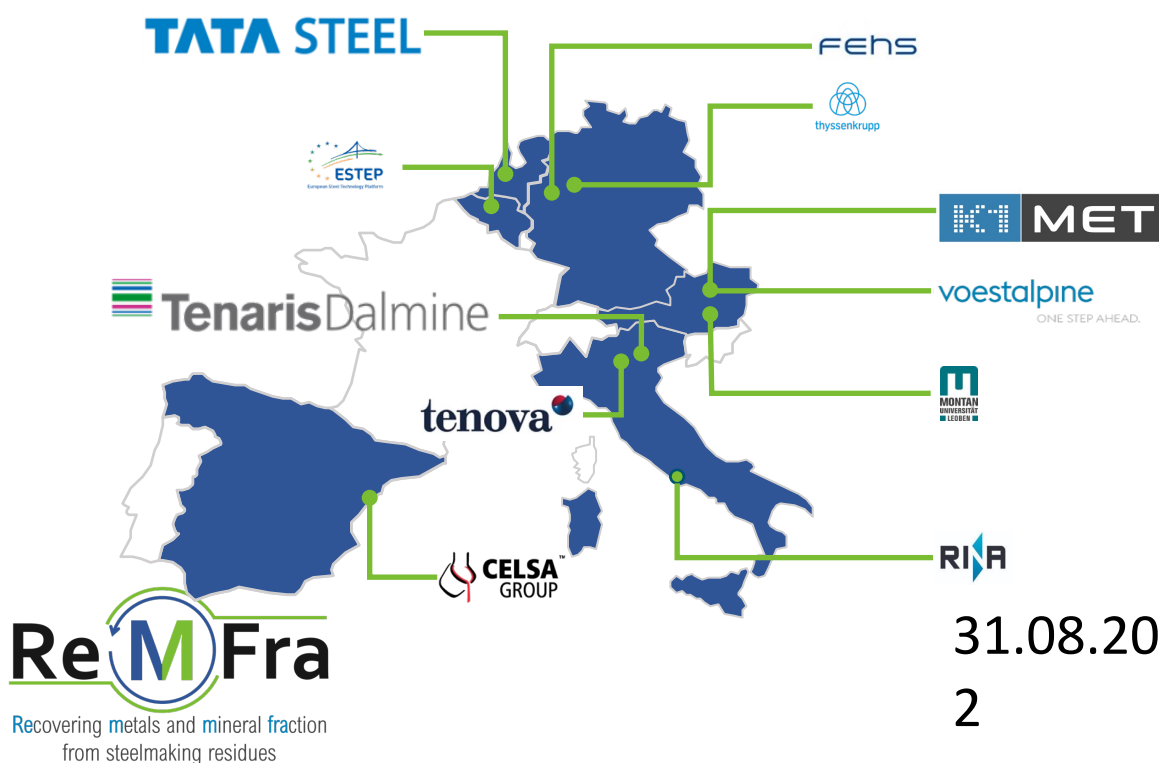 TATA STEEL
FEhS
thyssenkrupp
ESTEP
European Steel Technology Platform
K1 MET
TenarisDalmine
voestalpine
ONE STEP AHEAD.
tenova
MONTAN
UNIVERSITÄT
LEOBEN
CELSA™
GROUP
RINA
ReMFra
Recovering metals and mineral fraction
from steelmaking residues
31.08.20
2